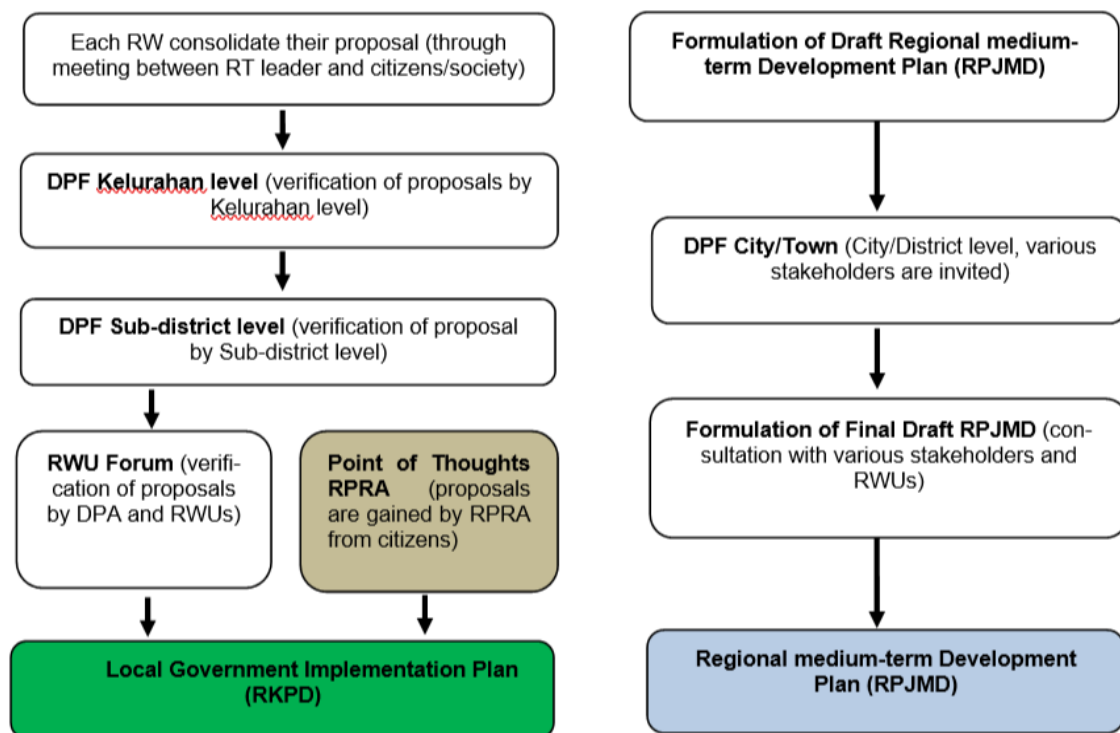 Each RW consolidate their proposal (through
meeting between RT leader and citizens/society)
DPF Kelurahan level (verification of proposals by
Kelurahan level)
DPF Sub-district level (verification of proposal
by Sub-district level)
RWU Forum (verifi-
cation of proposals
by DPA and RWUs)
Point of Thoughts
RPRA (proposals
are gained by RPRA
from citizens)
Local Government Implementation Plan
(RKPD)
Formulation of Draft Regional medium-
term Development Plan (RPJMD)
DPF City/Town (City/District level, various
stakeholders are invited)
Formulation of Final Draft RPJMD (con-
sultation with various stakeholders and
RWUs)
Regional medium-term Development
Plan (RPJMD)